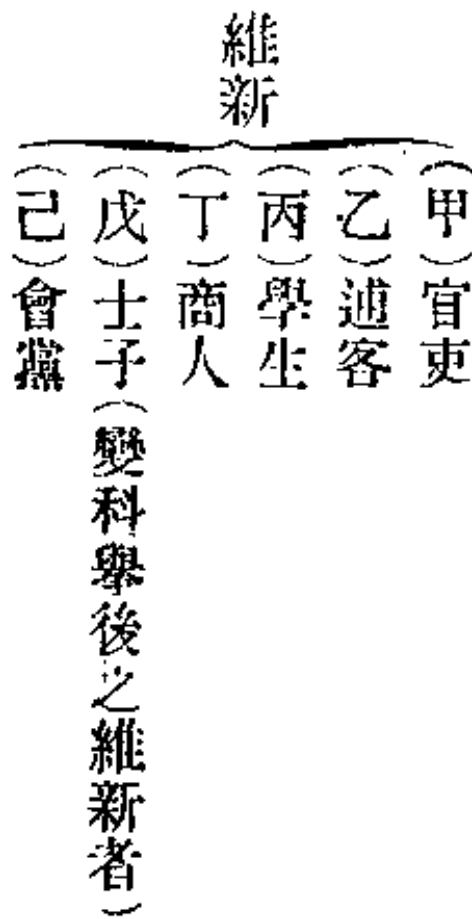 維新
（甲）官吏
（乙）逋客
（丙）學生
（丁）商人
（戊）士子（變科舉後之維新者）
（己）會黨